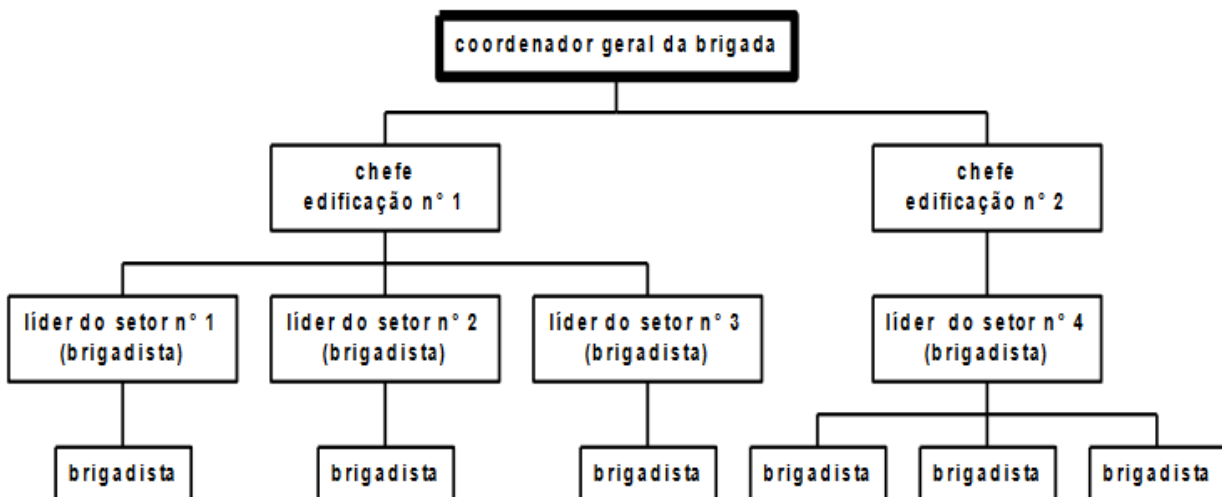 coordenador geral da brigada
chefe
edificação n° 1
chefe
edificação n° 2
líder do setor n° 1
(brigadista)
líder do setor n° 2
(brigadista)
líder do setor n° 3
(brigadista)
líder do setor n° 4
(brigadista)
brigadista
brigadista
brigadista
brigadista
brigadista
brigadista